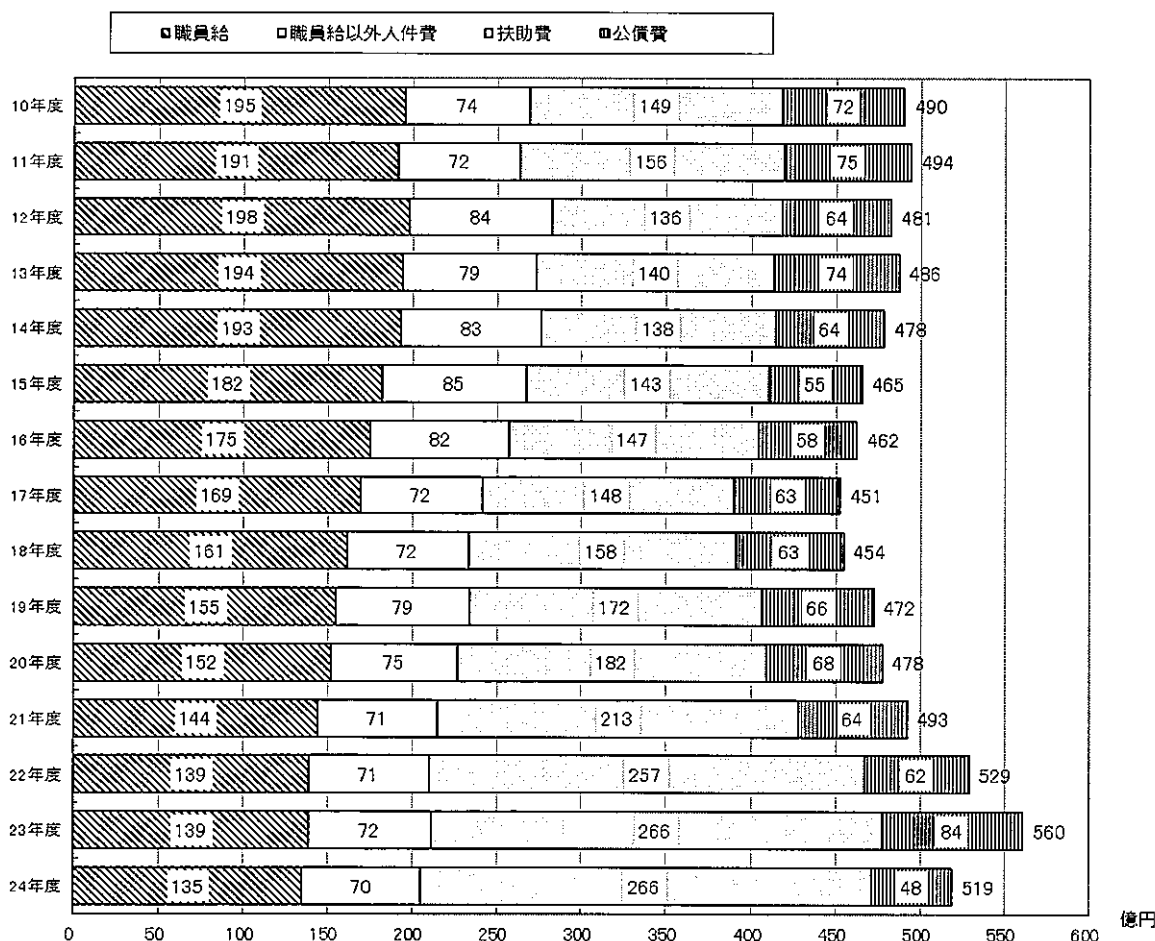 職員給 職員給以外人件費 扶助費 公債費
10年度 195 74 149 72 490
11年度 191 72 156 75 494
12年度 198 84 136 64 481
13年度 194 79 140 74 486
14年度 193 83 138 64 478
15年度 182 85 143 55 465
16年度 175 82 147 58 462
17年度 169 72 148 63 451
18年度 161 72 158 63 454
19年度 155 79 172 66 472
20年度 152 75 182 68 478
21年度 144 71 213 64 493
22年度 139 71 257 62 529
23年度 139 72 266 84 560
24年度 135 70 266 48 519
0 50 100 150 200 250 300 350 400 450 500 550 600 億円